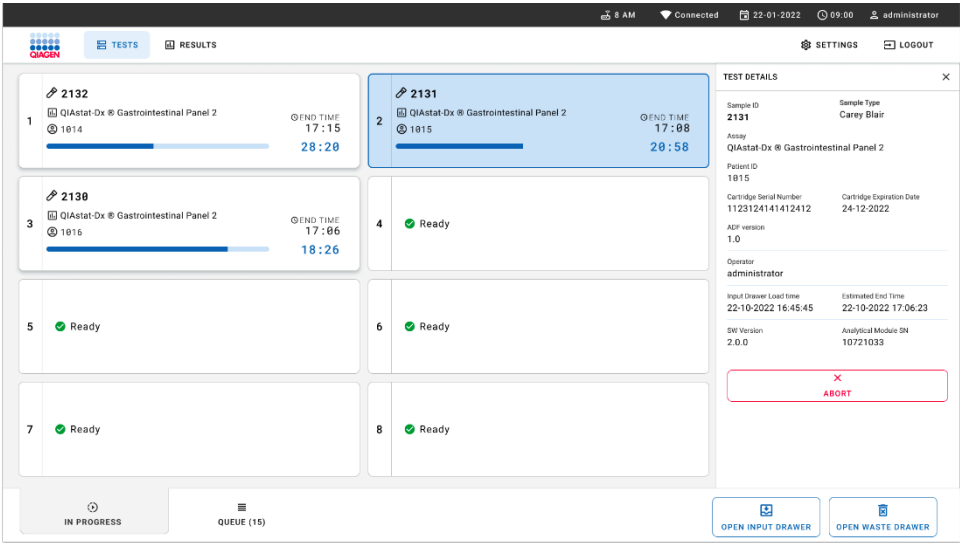 8 AM Connected 22-01-2022 09:00 administrator
QIAGEN TESTS RESULTS SETTINGS LOGOUT
1
2132
QIAstat-Dx ® Gastrointestinal Panel 2
1014
END TIME
17:15
28:20
2
2131
QIAstat-Dx ® Gastrointestinal Panel 2
1015
END TIME
17:08
20:58
3
2130
QIAstat-Dx ® Gastrointestinal Panel 2
1016
END TIME
17:06
18:26
4 Ready
5 Ready
6 Ready
7 Ready
8 Ready
TEST DETAILS
Sample ID Sample Type
2131 Carey Blair
Assay
QIAstat-Dx ® Gastrointestinal Panel 2
Patient ID
1015
Cartridge Serial Number Cartridge Expiration Date
1123124141412412 24-12-2022
ADF version
1.0
Operator
administrator
Input Drawer Load time Estimated End Time
22-10-2022 16:45:45 22-10-2022 17:06:23
SW Version Analytical Module SN
2.0.0 10721033
ABORT
IN PROGRESS QUEUE (15) OPEN INPUT DRAWER OPEN WASTE DRAWER